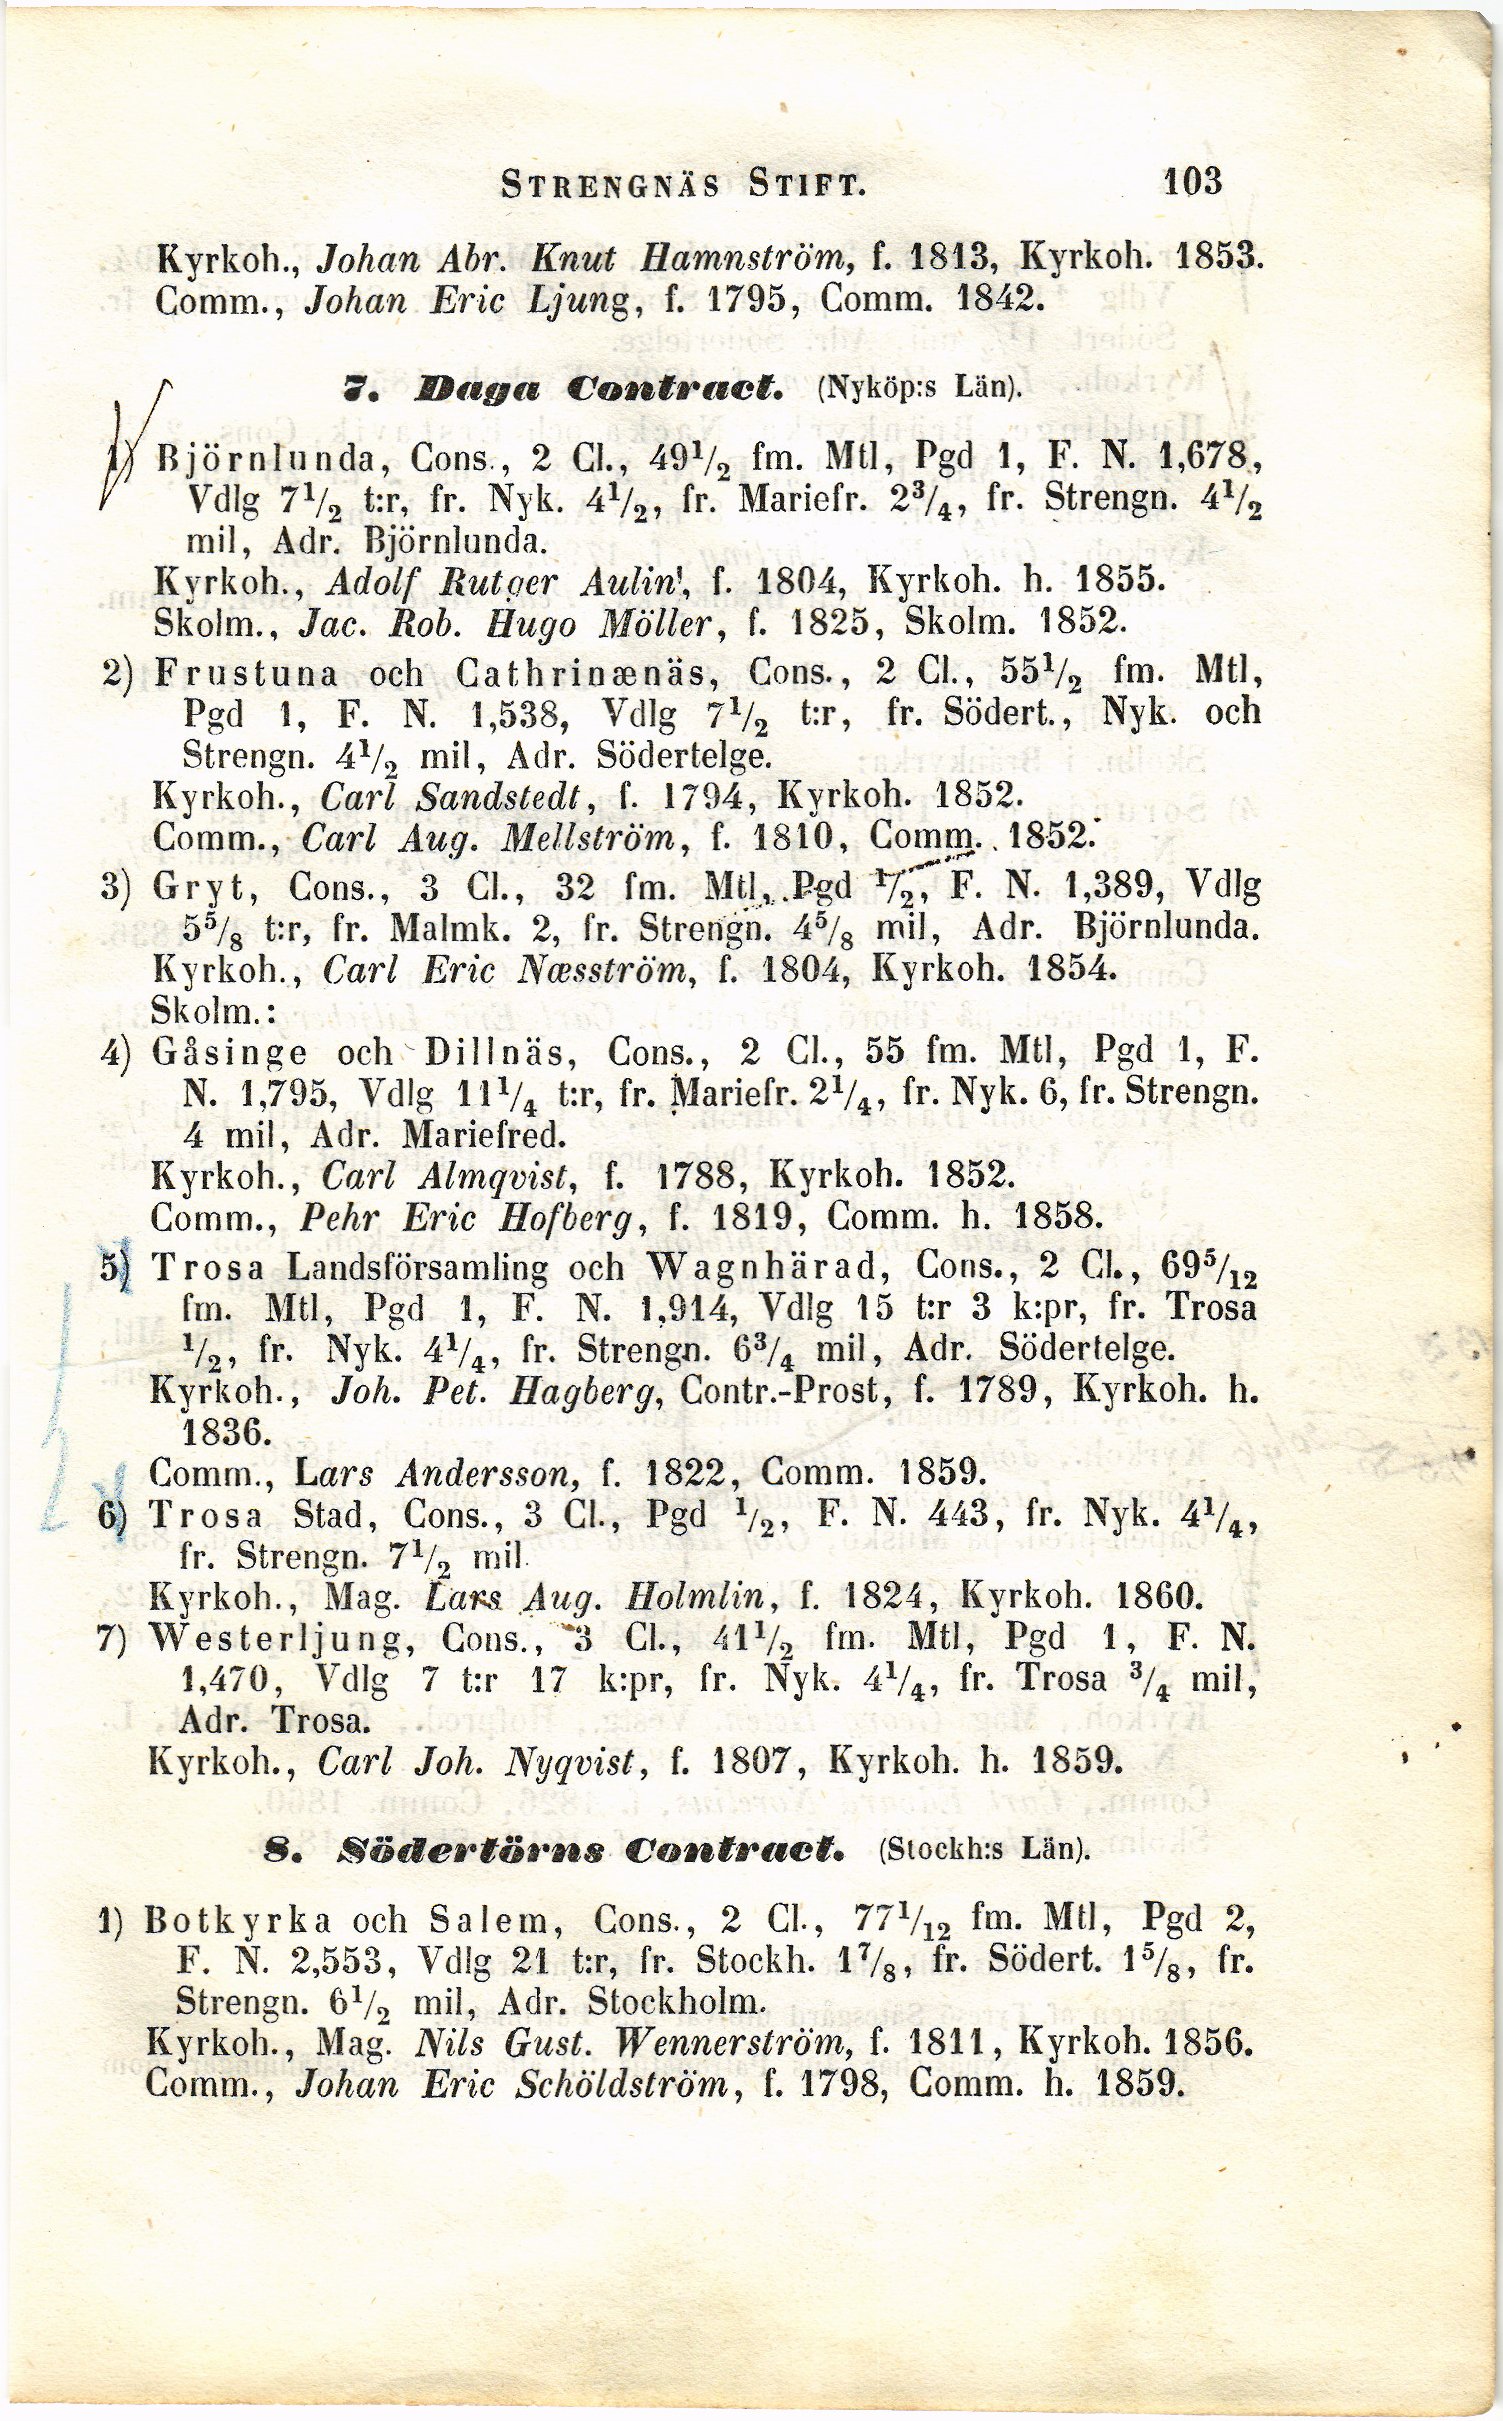 STRENGNÄS STIFT. 103
Kyrkoh., Johan Abr. Knut Hamnström, f. 1813, Kyrkoh. 1853.
Comm., Johan Eric Ljung, f. 1795, Comm. 1842.
7. Daga Contract. (Nyköp:s Län).
1) Björnlunda, Cons., 2 Cl., 49½ fm. Mtl, Pgd 1, F. N. 1,678,
Vdlg 7½ t:r, fr. Nyk. 4½, fr. Mariefr. 2¾, fr. Strengn. 4½
mil, Adr. Björnlunda.
Kyrkoh., Adolf Rutger Aulin, f. 1804, Kyrkoh. h. 1855.
Skolm., Jac. Rob. Hugo Möller, f. 1825, Skolm. 1852.
2) Frustuna och Cathrinænäs, Cons., 2 Cl., 55½ fm. Mtl,
Pgd 1, F. N. 1,538, Vdlg 7½ t:r, fr. Södert., Nyk. och
Strengn. 4½ mil, Adr. Södertelge.
Kyrkoh., Carl Sandstedt, f. 1794, Kyrkoh. 1852.
Comm., Carl Aug. Mellström, f. 1810, Comm. 1852.
3) Gryt, Cons., 3 Cl., 32 fm. Mtl, Pgd ½, F. N. 1,389, Vdlg
5⅝ t:r, fr. Malmk. 2, fr. Strengn. 4⅝ mil, Adr. Björnlunda.
Kyrkoh., Carl Eric Næsström, f. 1804, Kyrkoh. 1854.
Skolm.:
4) Gåsinge och Dillnäs, Cons., 2 Cl., 55 fm. Mtl, Pgd 1, F.
N. 1,795, Vdlg 11¼ t:r, fr. Mariefr. 2¼, fr. Nyk. 6, fr. Strengn.
4 mil, Adr. Mariefred.
Kyrkoh., Carl Almqvist, f. 1788, Kyrkoh. 1852.
Comm., Pehr Eric Hofberg, f. 1819, Comm. h. 1858.
5) Trosa Landsförsamling och Wagnhärad, Cons., 2 Cl., 69 5/12
fm. Mtl, Pgd 1, F. N. 1,914, Vdlg 15 t:r 3 k:pr, fr. Trosa
½, fr. Nyk. 4¼, fr. Strengn. 6¾ mil, Adr. Södertelge.
Kyrkoh., Joh. Pet. Hagberg, Contr.-Prost, f. 1789, Kyrkoh. h.
1836.
Comm., Lars Andersson, f. 1822, Comm. 1859.
6) Trosa Stad, Cons., 3 Cl., Pgd ½, F. N. 443, fr. Nyk. 4¼,
fr. Strengn. 7½ mil.
Kyrkoh., Mag. Lars Aug. Holmlin, f. 1824, Kyrkoh. 1860.
7) Westerljung, Cons., 3 Cl., 41½ fm. Mtl, Pgd 1, F. N.
1,470, Vdlg 7 t:r 17 k:pr, fr. Nyk. 4¼, fr. Trosa ¾ mil,
Adr. Trosa.
Kyrkoh., Carl Joh. Nyqvist, f. 1807, Kyrkoh. h. 1859.
8. Södertörns Contract. (Stockh:s Län).
1) Botkyrka och Salem, Cons., 2 Cl., 77 1/12 fm. Mtl, Pgd 2,
F. N. 2,553, Vdlg 21 t:r, fr. Stockh. 1⅞, fr. Södert. 1⅝, fr.
Strengn. 6½ mil, Adr. Stockholm.
Kyrkoh., Mag. Nils Gust. Wennerström, f. 1811, Kyrkoh. 1856.
Comm., Johan Eric Schöldström, f. 1798, Comm. h. 1859.